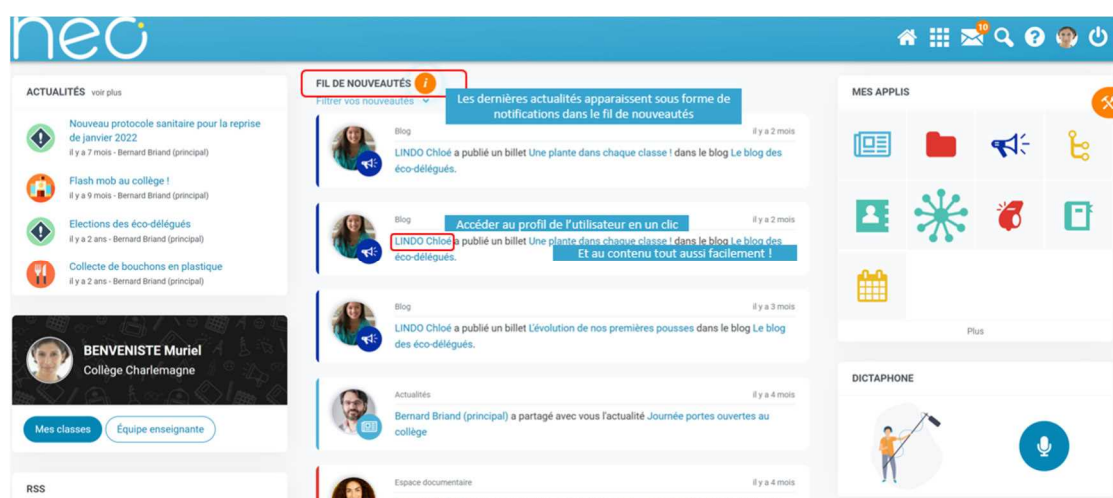 neo
10
ACTUALITÉS voir plus
Nouveau protocole sanitaire pour la reprise
de janvier 2022
il y a 7 mois - Bernard Briand (principal)
Flash mob au collège !
il y a 9 mois - Bernard Briand (principal)
Elections des éco-délégués
il y a 2 ans - Bernard Briand (principal)
Collecte de bouchons en plastique
il y a 2 ans - Bernard Briand (principal)
BENVENISTE Muriel
Collège Charlemagne
Mes classes
Équipe enseignante
RSS
FIL DE NOUVEAUTÉS i
Filtrer vos nouveautés
Les dernières actualités apparaissent sous forme de
notifications dans le fil de nouveautés
Blog il y a 2 mois
LINDO Chloé a publié un billet Une plante dans chaque classe ! dans le blog Le blog des
éco-délégués.
Blog il y a 2 mois
Accéder au profil de l'utilisateur en un clic
LINDO Chloé a publié un billet Une plante dans chaque classe ! dans le blog Le blog des
éco-délégués.
Et au contenu tout aussi facilement !
Blog il y a 3 mois
LINDO Chloé a publié un billet L'évolution de nos premières pousses dans le blog Le blog
des éco-délégués.
Actualités il y a 4 mois
Bernard Briand (principal) a partagé avec vous l'actualité Journée portes ouvertes au
collège
Espace documentaire il y a 4 mois
MES APPLIS
Plus
DICTAPHONE